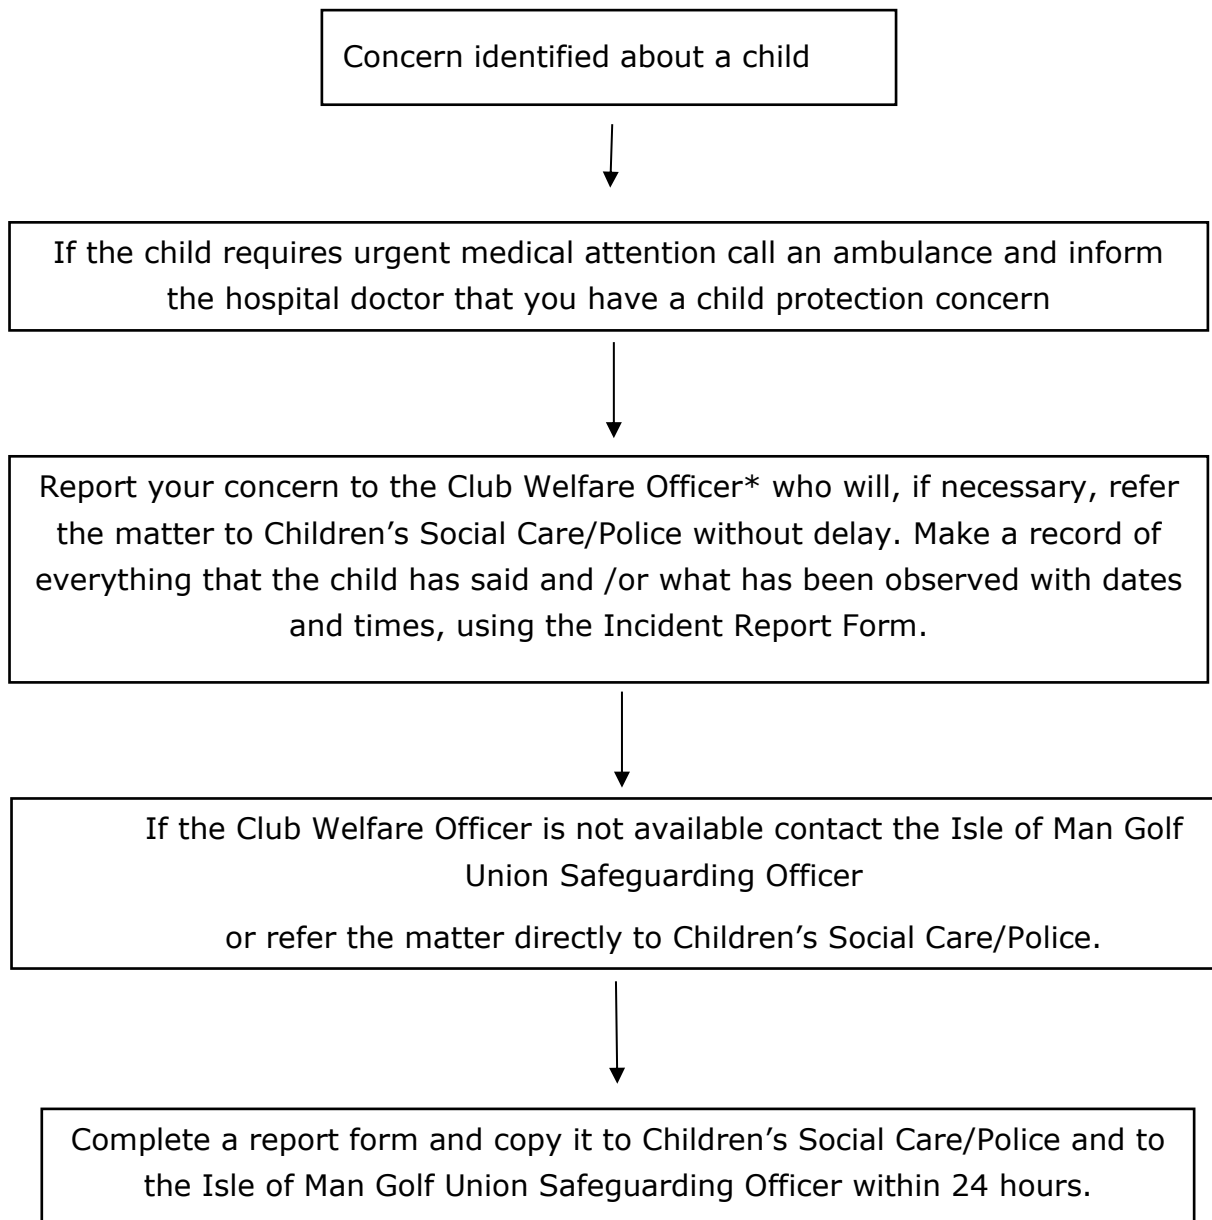 Concern identified about a child
If the child requires urgent medical attention call an ambulance and inform
the hospital doctor that you have a child protection concern
Report your concern to the Club Welfare Officer* who will, if necessary, refer
the matter to Children’s Social Care/Police without delay. Make a record of
everything that the child has said and /or what has been observed with dates
and times, using the Incident Report Form.
If the Club Welfare Officer is not available contact the Isle of Man Golf
Union Safeguarding Officer
or refer the matter directly to Children’s Social Care/Police.
Complete a report form and copy it to Children’s Social Care/Police and to
the Isle of Man Golf Union Safeguarding Officer within 24 hours.